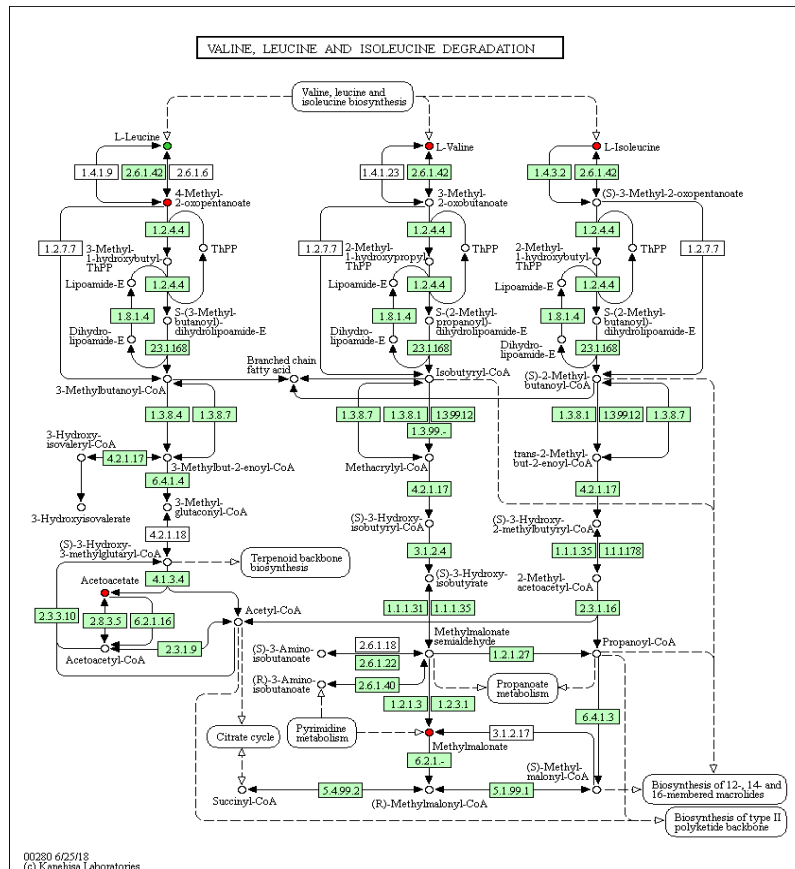 VALINE, LEUCINE AND ISOLEUCINE DEGRADATION
Valine, leucine and
isoleucine biosynthesis
L-Leucine
L-Valine
L-Isoleucine
1.4.1.9
2.6.1.42
2.6.1.6
1.4.1.23
2.6.1.42
1.4.3.2
2.6.1.42
4-Methyl-
2-oxopentanoate
3-Methyl-
2-oxobutanoate
(S)-3-Methyl-2-oxopentanoate
1.2.7.7
1.2.4.4
3-Methyl-
1-hydroxybutyl-
ThPP
ThPP
1.2.7.7
1.2.4.4
2-Methyl-
1-hydroxypropyl-
ThPP
ThPP
1.2.4.4
2-Methyl-
1-hydroxybutyl-
ThPP
ThPP
1.2.7.7
Lipoamide-E
1.2.4.4
Lipoamide-E
1.2.4.4
Lipoamide-E
1.2.4.4
1.8.1.4
S-(3-Methyl-
butanoyl)-
dihydrolipoamide-E
1.8.1.4
S-(2-Methyl-
propanoyl)-
dihydrolipoamide-E
1.8.1.4
S-(2-Methyl-
butanoyl)-
dihydrolipoamide-E
Dihydro-
lipoamide-E
2.3.1.168
Dihydro-
lipoamide-E
2.3.1.168
Dihydro-
lipoamide-E
2.3.1.168
3-Methylbutanoyl-CoA
Branched chain
fatty acid
Isobutyryl-CoA
(S)-2-Methyl-
butanoyl-CoA
1.3.8.4
1.3.8.7
1.3.8.7
1.3.8.1
1.3.99.12
1.3.99.-
1.3.8.1
1.3.99.12
1.3.8.7
3-Hydroxy-
isovaleryl-CoA
4.2.1.17
3-Methylbut-2-enoyl-CoA
Methacrylyl-CoA
trans-2-Methyl-
but-2-enoyl-CoA
6.4.1.4
4.2.1.17
4.2.1.17
3-Hydroxyisovalerate
3-Methyl-
glutaconyl-CoA
(S)-3-Hydroxy-
isobutyryl-CoA
(S)-3-Hydroxy-
2-methylbutyryl-CoA
4.2.1.18
3.1.2.4
1.1.1.35
1.1.1.178
(S)-3-Hydroxy-
3-methylglutaryl-CoA
Terpenoid backbone
biosynthesis
(S)-3-Hydroxy-
isobutyrate
2-Methyl-
acetoacetyl-CoA
4.1.3.4
Acetoacetate
2.3.3.10
2.8.3.5
6.2.1.16
Acetyl-CoA
1.1.1.31
1.1.1.35
2.3.1.16
Acetoacetyl-CoA
2.3.1.9
(S)-3-Amino-
isobutanoate
2.6.1.18
2.6.1.22
Methylmalonate
semialdehyde
1.2.1.27
Propanoyl-CoA
(R)-3-Amino-
isobutanoate
2.6.1.40
Propanoate
metabolism
1.2.1.3
1.2.3.1
6.4.1.3
Citrate cycle
Pyrimidine
metabolism
Methylmalonate
3.1.2.17
6.2.1.-
(S)-Methyl-
malonyl-CoA
Succinyl-CoA
5.4.99.2
(R)-Methylmalonyl-CoA
5.1.99.1
Biosynthesis of 12-, 14- and
16-membered macrolides
Biosynthesis of type II
polyketide backbone
00280 6/25/18
(c) Kanehisa Laboratories